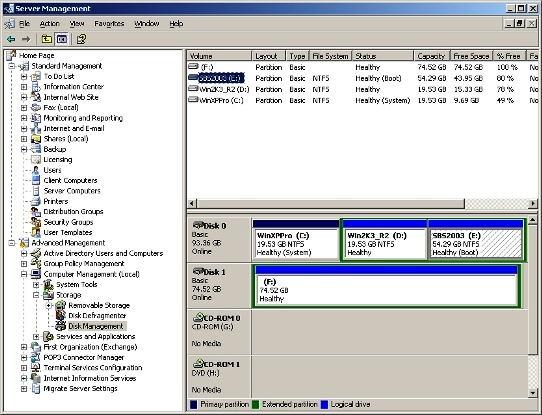 Server Management
File Action View Favorites Window Help
Home Page
Standard Management
To Do List
Information Center
Internal Web Site
Fax (Local)
Monitoring and Reporting
Internet and E-mail
Shares (Local)
Backup
Licensing
Users
Client Computers
Server Computers
Printers
Distribution Groups
Security Groups
User Templates
Advanced Management
Active Directory Users and Computers
Group Policy Management
Computer Management (Local)
System Tools
Storage
Removable Storage
Disk Defragmenter
Disk Management
Services and Applications
First Organization (Exchange)
POP3 Connector Manager
Terminal Services Configuration
Internet Information Services
Migrate Server Settings
Volume Layout Type File System Status Capacity Free Space % Free Fa
(F:) Partition Basic Healthy 74.52 GB 74.52 GB 100 % No
SBS2003 (E:) Partition Basic NTFS Healthy (Boot) 54.29 GB 43.95 GB 80 % No
Win2K3_R2 (D:) Partition Basic NTFS Healthy 19.53 GB 15.33 GB 78 % No
WinXPPro (C:) Partition Basic NTFS Healthy (System) 19.53 GB 9.69 GB 49 % No
Disk 0
Basic
93.36 GB
Online
WinXPPro (C:)
19.53 GB NTFS
Healthy (System)
Win2K3_R2 (D:)
19.53 GB NTFS
Healthy
SBS2003 (E:)
54.29 GB NTFS
Healthy (Boot)
Disk 1
Basic
74.52 GB
Online
(F:)
74.52 GB
Healthy
CD-ROM 0
CD-ROM (G:)
No Media
CD-ROM 1
DVD (H:)
No Media
Primary partition Extended partition Logical drive